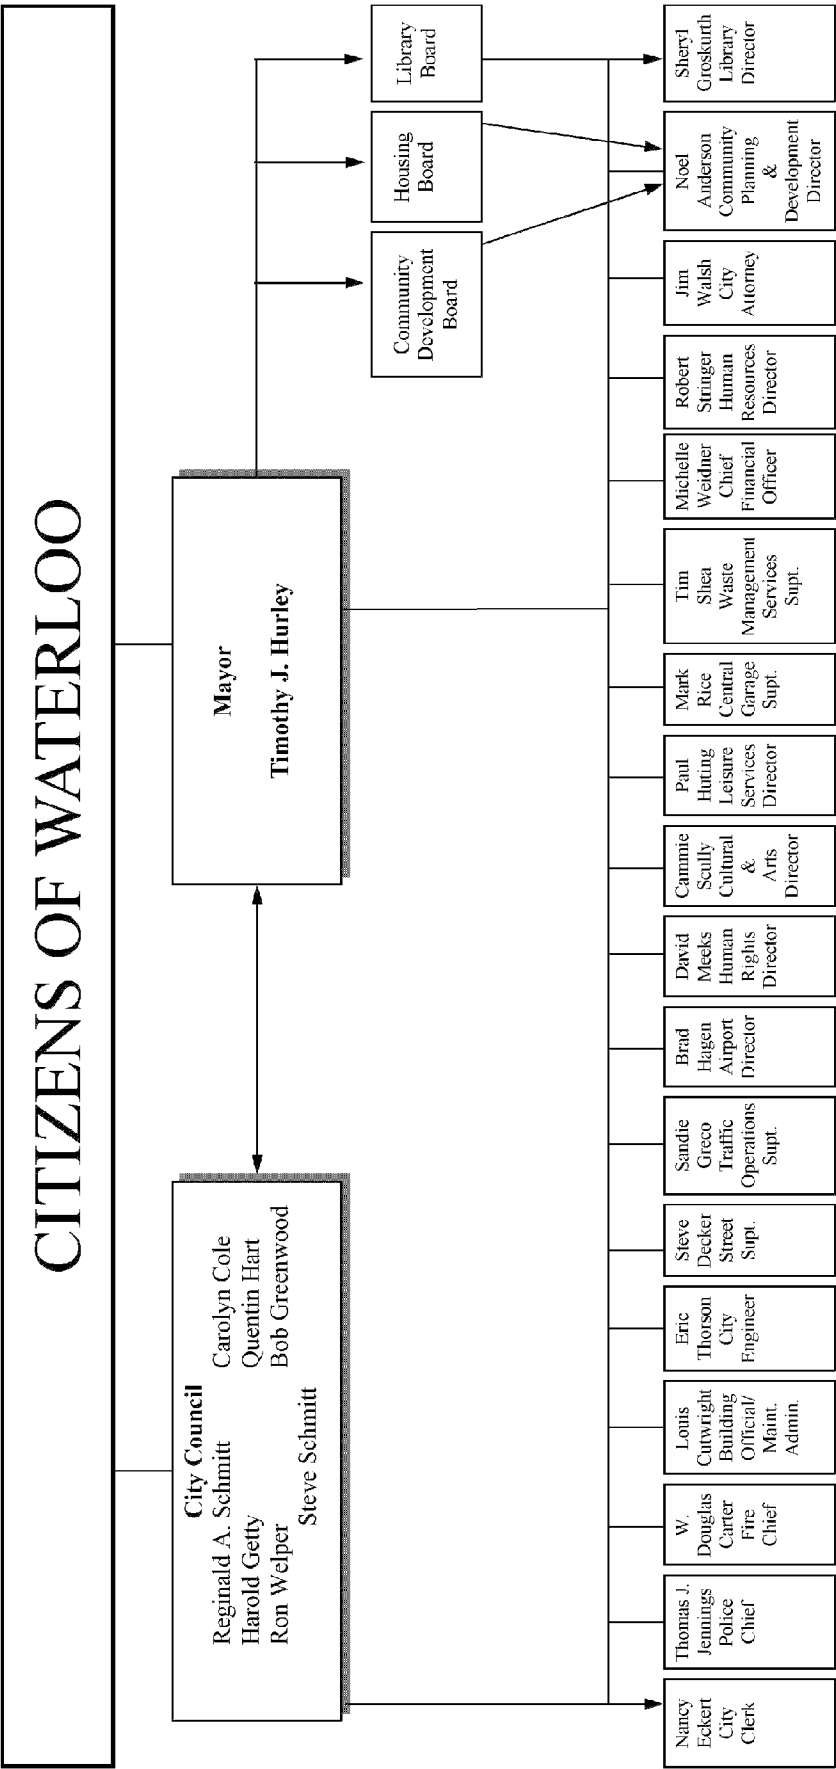 CITIZENS OF WATERLOO
City Council
Reginald A. Schmitt
Harold Getty
Ron Welper
Carolyn Cole
Quentin Hart
Bob Greenwood
Steve Schmitt
Mayor
Timothy J. Hurley
Community
Development
Board
Housing
Board
Library
Board
Nancy
Eckert
City
Clerk
Thomas J.
Jennings
Police
Chief
W.
Douglas
Carter
Fire
Chief
Louis
Cutwright
Building
Official/
Maint.
Admin.
Eric
Thorson
City
Engineer
Steve
Decker
Street
Supt.
Sandie
Greco
Traffic
Operations
Supt.
Brad
Hagen
Airport
Director
David
Meeks
Human
Rights
Director
Cammie
Scully
Cultural
&
Arts
Director
Paul
Huting
Leisure
Services
Director
Mark
Rice
Central
Garage
Supt.
Tim
Shea
Waste
Management
Services
Supt.
Michelle
Weidner
Chief
Financial
Officer
Robert
Stringer
Human
Resources
Director
Jim
Walsh
City
Attorney
Noel
Anderson
Community
Planning
&
Development
Director
Sheryl
Groskurth
Library
Director